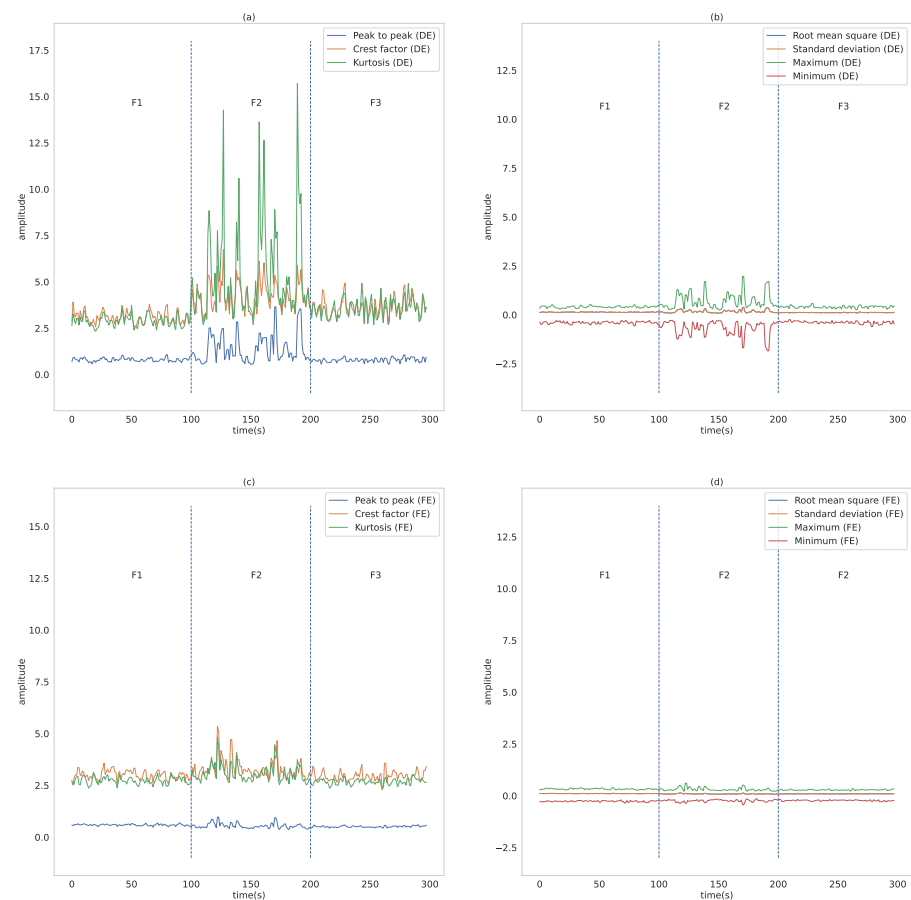 (a)
17.5
15.0
12.5
10.0
7.5
5.0
2.5
0.0
amplitude
F1
F2
F3
Peak to peak (DE)
Crest factor (DE)
Kurtosis (DE)
0 50 100 150 200 250 300
time(s)
(b)
12.5
10.0
7.5
5.0
2.5
0.0
−2.5
amplitude
F1
F2
F3
Root mean square (DE)
Standard deviation (DE)
Maximum (DE)
Minimum (DE)
0 50 100 150 200 250 300
time(s)
(c)
15.0
12.5
10.0
7.5
5.0
2.5
0.0
amplitude
F1
F2
F3
Peak to peak (FE)
Crest factor (FE)
Kurtosis (FE)
0 50 100 150 200 250 300
time(s)
(d)
12.5
10.0
7.5
5.0
2.5
0.0
−2.5
amplitude
F1
F2
F2
Root mean square (FE)
Standard deviation (FE)
Maximum (FE)
Minimum (FE)
0 50 100 150 200 250 300
time(s)